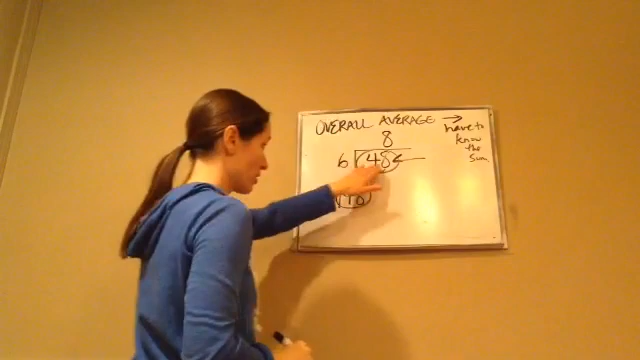 OVERALL AVERAGE → have to
know
the
sum
8
6 48 ←